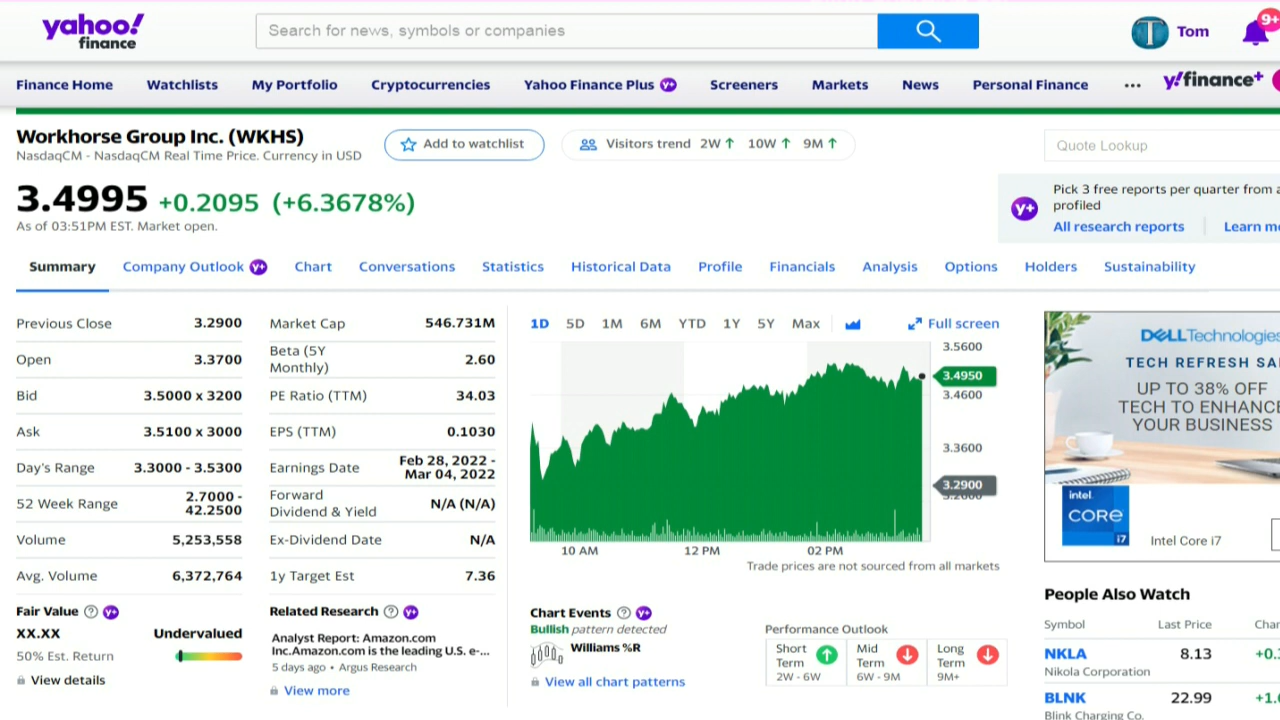 yahoo!
finance
Search for news, symbols or companies
Tom
9+
Finance Home Watchlists My Portfolio Cryptocurrencies Yahoo Finance Plus Y+ Screeners Markets News Personal Finance ... y!finance+
Workhorse Group Inc. (WKHS)
NasdaqCM - NasdaqCM Real Time Price. Currency in USD
Add to watchlist
Visitors trend 2W ↑ 10W ↑ 9M ↑
Quote Lookup
3.4995 +0.2095 (+6.3678%)
As of 03:51PM EST. Market open.
y+
Pick 3 free reports per quarter from a
profiled
All research reports Learn
Summary Company Outlook Y+ Chart Conversations Statistics Historical Data Profile Financials Analysis Options Holders Sustainability
Previous Close 3.2900
Open 3.3700
Bid 3.5000 x 3200
Ask 3.5100 x 3000
Day's Range 3.3000 - 3.5300
52 Week Range 2.7000 -
42.2500
Volume 5,253,558
Avg. Volume 6,372,764
Market Cap 546.731M
Beta (5Y
Monthly) 2.60
PE Ratio (TTM) 34.03
EPS (TTM) 0.1030
Earnings Date Feb 28, 2022 -
Mar 04, 2022
Forward
Dividend & Yield N/A (N/A)
Ex-Dividend Date N/A
1y Target Est 7.36
1D 5D 1M 6M YTD 1Y 5Y Max Full screen
3.5600
3.4950
3.4600
3.3600
3.2900
10 AM 12 PM 02 PM
Trade prices are not sourced from all markets
DELLTechnologies
TECH REFRESH
UP TO 38% OFF
TECH TO ENHANCE
YOUR BUSINESS
intel
CORE
i7
Intel Core i7
Fair Value ? Y+
XX.XX Undervalued
50% Est. Return
View details
Related Research ? Y+
Analyst Report: Amazon.com
Inc.Amazon.com is the leading U.S. e-...
5 days ago • Argus Research
View more
Chart Events ? Y+
Bullish pattern detected
Williams %R
View all chart patterns
Performance Outlook
Short
Term
2W - 6W
Mid
Term
6W - 9M
Long
Term
9M+
People Also Watch
Symbol Last Price
NKLA 8.13
Nikola Corporation
BLNK 22.99
Blink Charging Co.